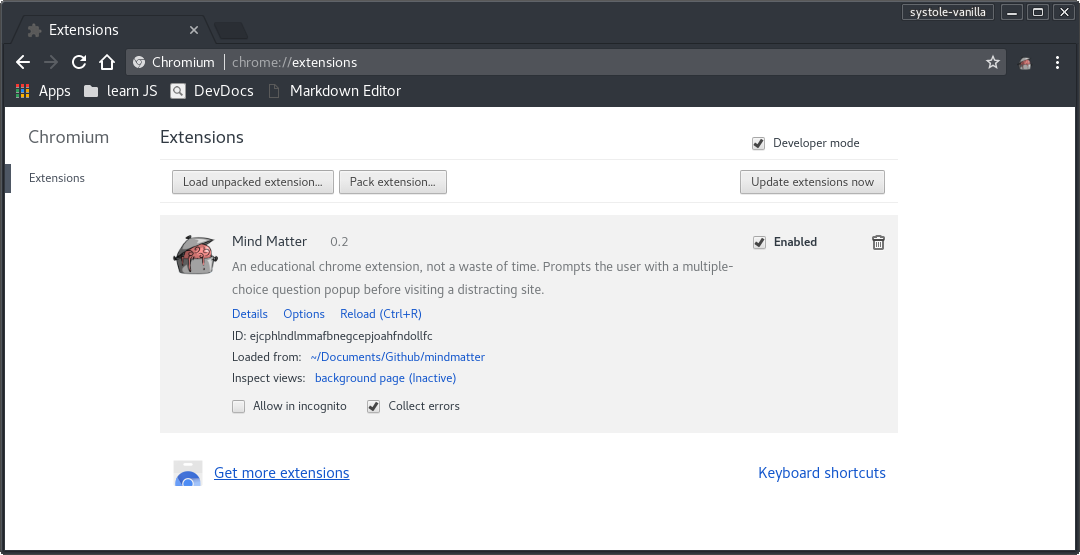 systole-vanilla
Extensions
Chromium chrome://extensions
Apps learn JS DevDocs Markdown Editor
Chromium
Extensions
Developer mode
Extensions
Load unpacked extension... Pack extension... Update extensions now
Mind Matter 0.2 Enabled
An educational chrome extension, not a waste of time. Prompts the user with a multiple-
choice question popup before visiting a distracting site.
Details Options Reload (Ctrl+R)
ID: ejcphlndlmmafbnegcepjoahfndollfc
Loaded from: ~/Documents/Github/mindmatter
Inspect views: background page (Inactive)
Allow in incognito Collect errors
Get more extensions Keyboard shortcuts